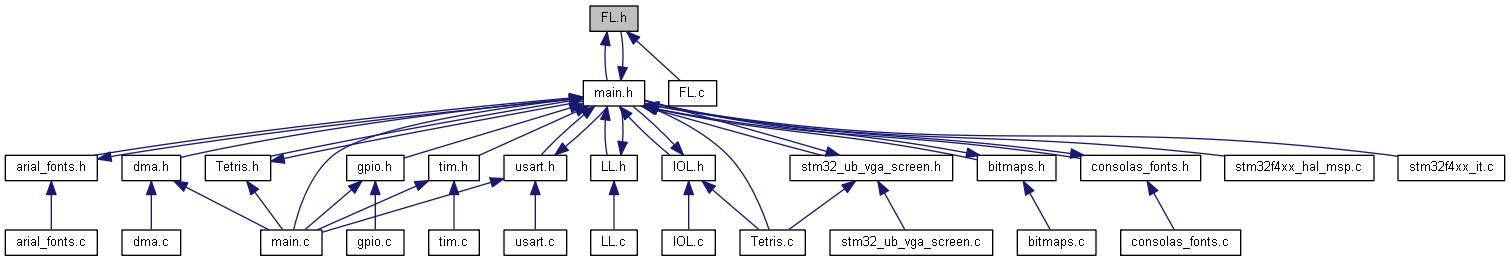 FL.h
main.h
FL.c
arial_fonts.h
dma.h
Tetris.h
gpio.h
tim.h
usart.h
LL.h
IOL.h
stm32_ub_vga_screen.h
bitmaps.h
consolas_fonts.h
stm32f4xx_hal_msp.c
stm32f4xx_it.c
arial_fonts.c
dma.c
main.c
gpio.c
tim.c
usart.c
LL.c
IOL.c
Tetris.c
stm32_ub_vga_screen.c
bitmaps.c
consolas_fonts.c